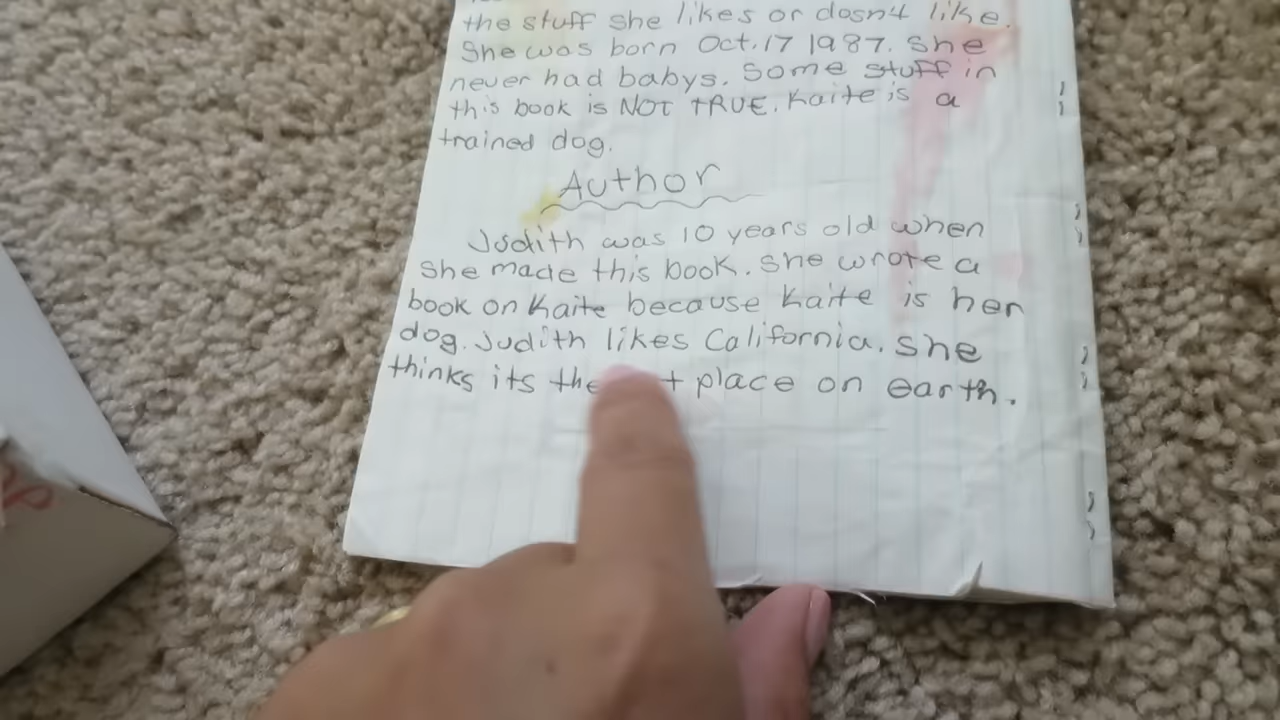 the stuff she likes or dosn't like.
She was born Oct. 17 1987. She
never had babys. Some stuff in
this book is NOT TRUE. Kaite is a
trained dog.
Author
Judith was 10 years old when
She made this book. She wrote a
book on Kaite because Kaite is her
dog. Judith likes California. She
thinks its the place on earth.